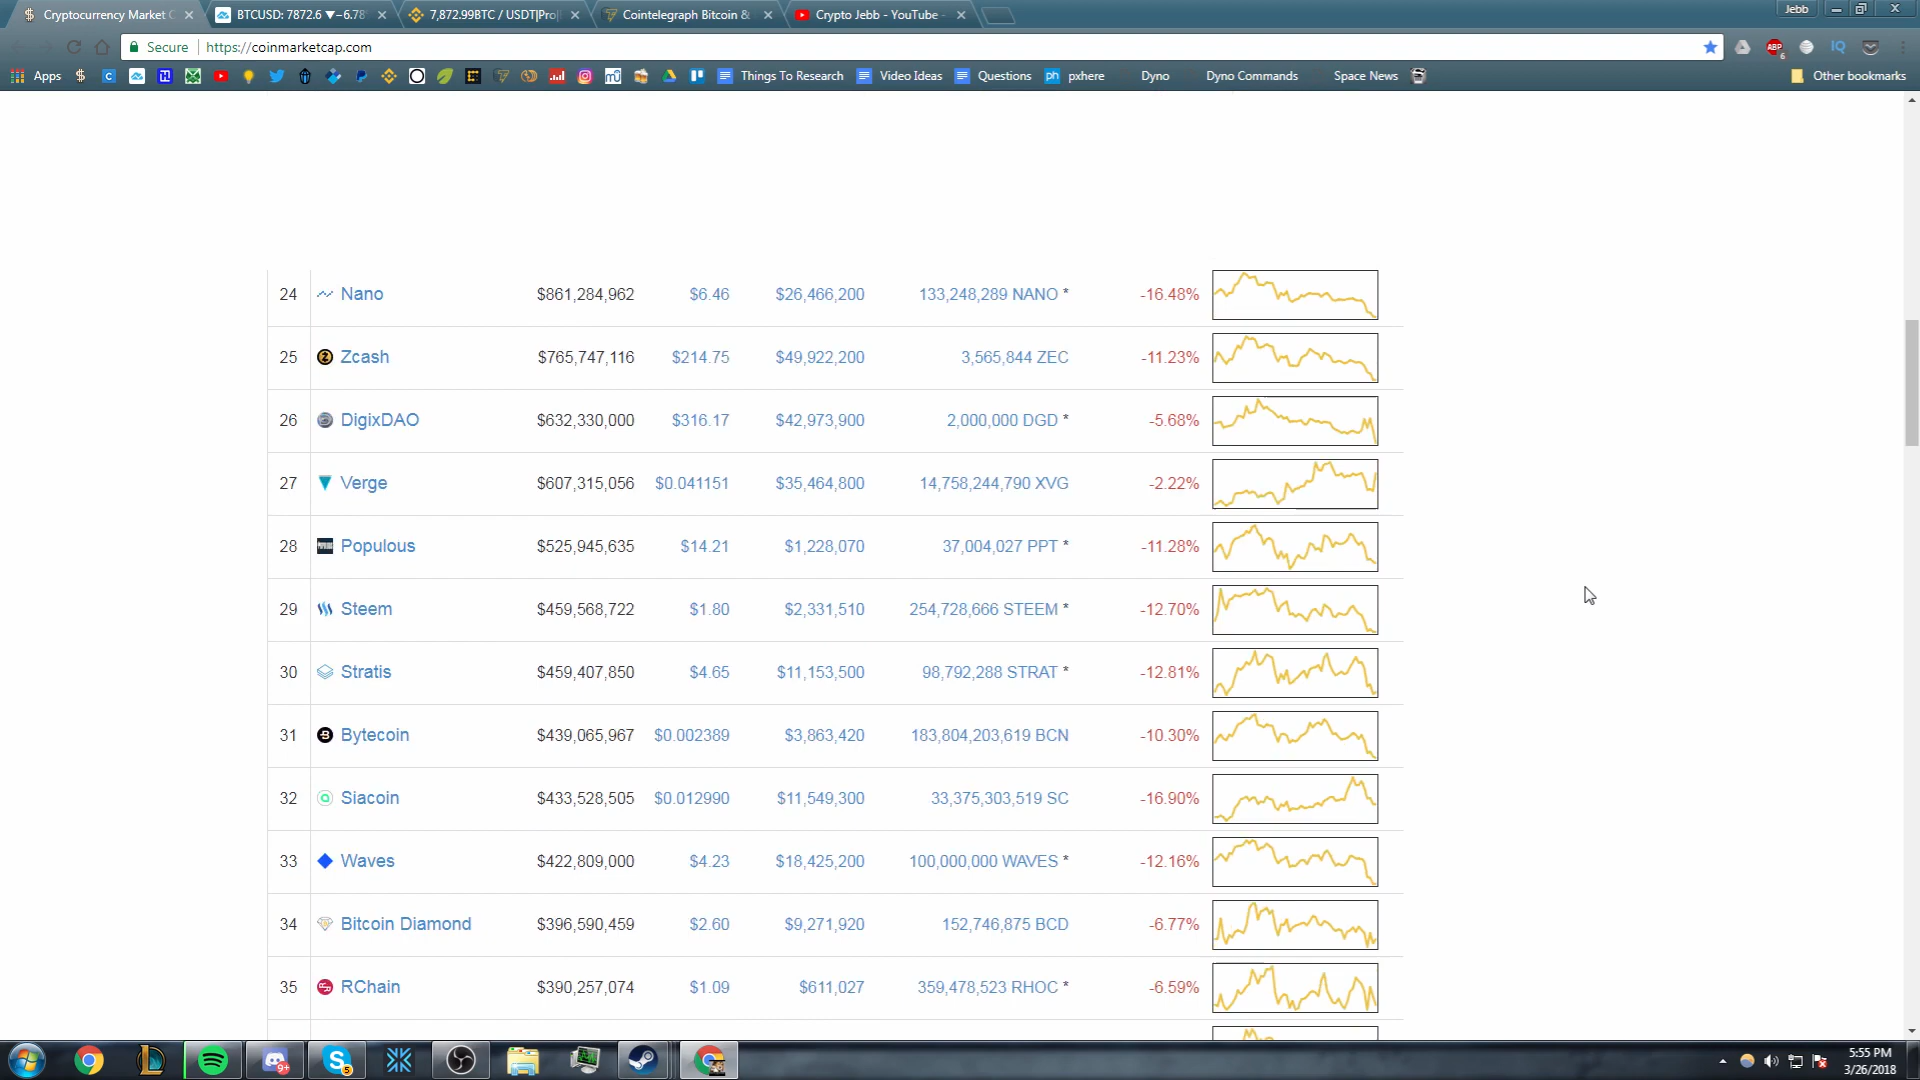 Cryptocurrency Market C
BTCUSD: 7872.6 ▼−6.78
7,872.99BTC / USDT|Pro|
Cointelegraph Bitcoin &
Crypto Jebb - YouTube -
Jebb
Secure
https://coinmarketcap.com
Apps
Things To Research
Video Ideas
Questions
pxhere
Dyno
Dyno Commands
Space News
Other bookmarks
24 Nano $861,284,962 $6.46 $26,466,200 133,248,289 NANO * -16.48%
25 Zcash $765,747,116 $214.75 $49,922,200 3,565,844 ZEC -11.23%
26 DigixDAO $632,330,000 $316.17 $42,973,900 2,000,000 DGD * -5.68%
27 Verge $607,315,056 $0.041151 $35,464,800 14,758,244,790 XVG -2.22%
28 Populous $525,945,635 $14.21 $1,228,070 37,004,027 PPT * -11.28%
29 Steem $459,568,722 $1.80 $2,331,510 254,728,666 STEEM * -12.70%
30 Stratis $459,407,850 $4.65 $11,153,500 98,792,288 STRAT * -12.81%
31 Bytecoin $439,065,967 $0.002389 $3,863,420 183,804,203,619 BCN -10.30%
32 Siacoin $433,528,505 $0.012990 $11,549,300 33,375,303,519 SC -16.90%
33 Waves $422,809,000 $4.23 $18,425,200 100,000,000 WAVES * -12.16%
34 Bitcoin Diamond $396,590,459 $2.60 $9,271,920 152,746,875 BCD -6.77%
35 RChain $390,257,074 $1.09 $611,027 359,478,523 RHOC * -6.59%
5:55 PM
3/26/2018